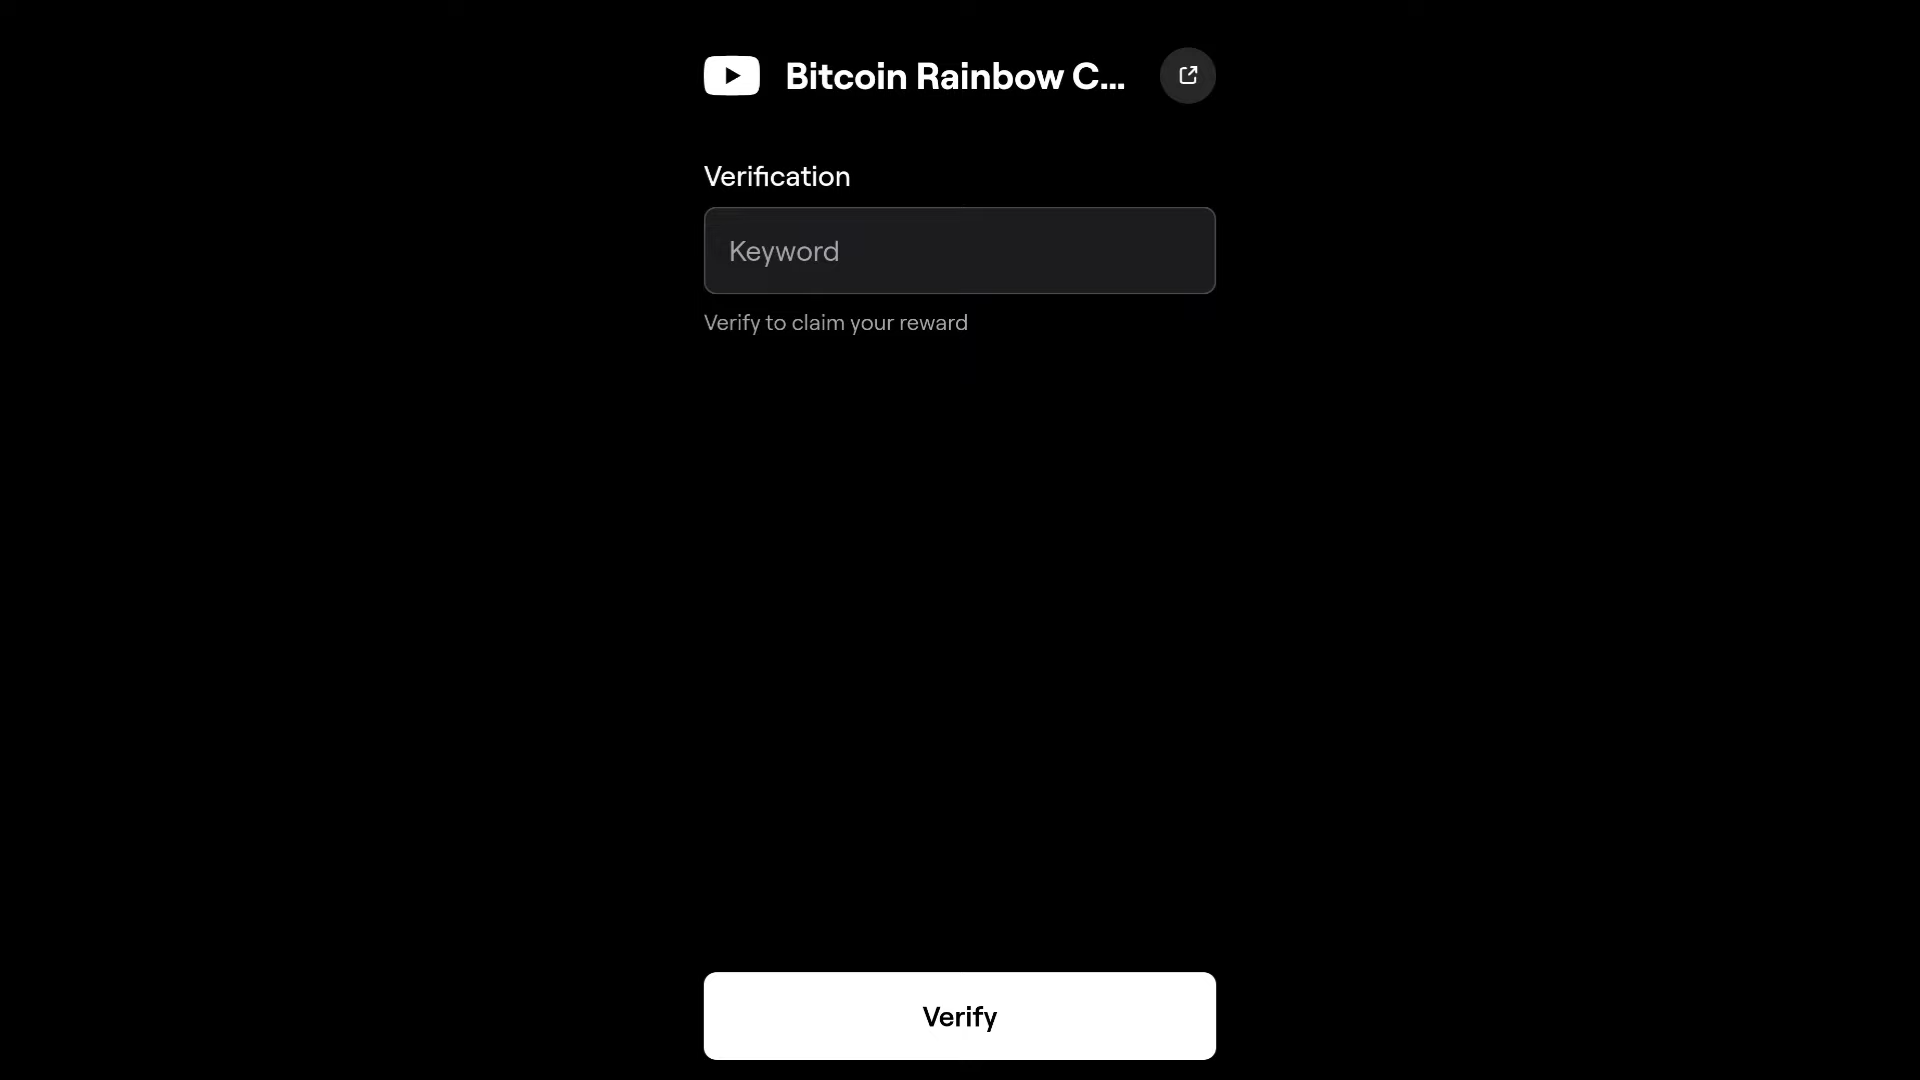 Bitcoin Rainbow C...
Verification
Keyword
Verify to claim your reward
Verify